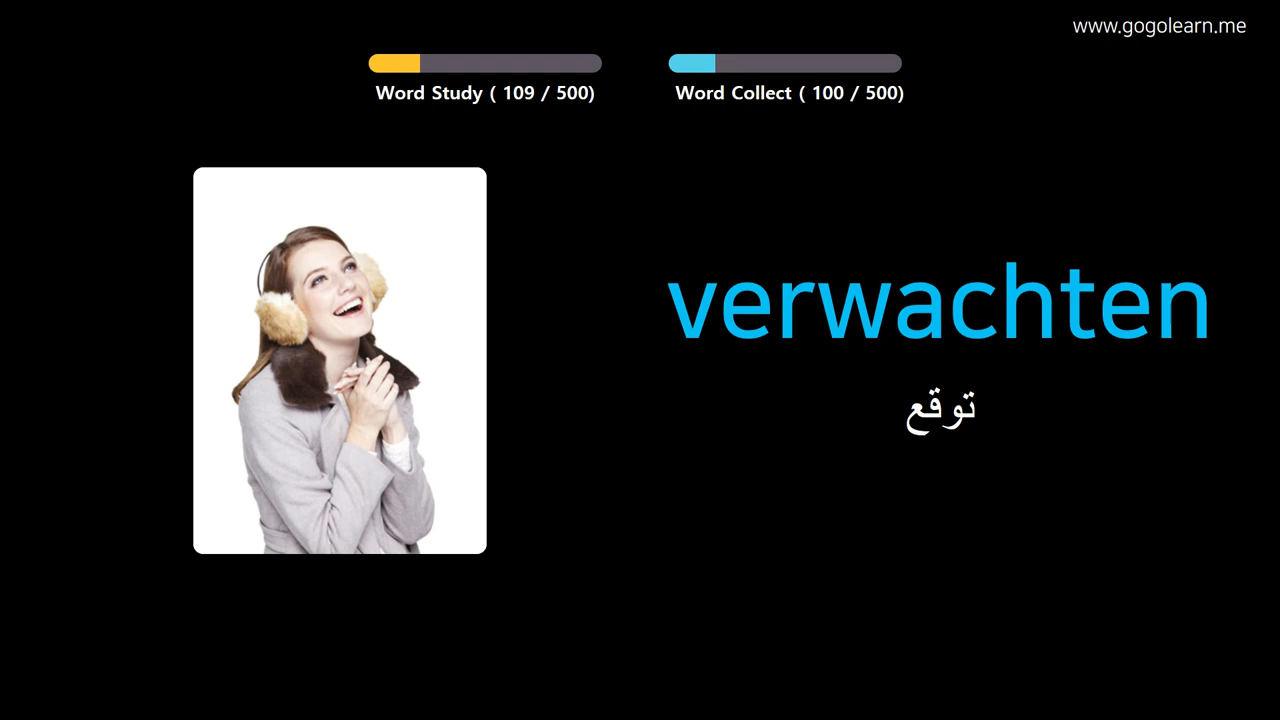 www.gogolearn.me
Word Study ( 109 / 500)
Word Collect ( 100 / 500)
verwachten
توقع